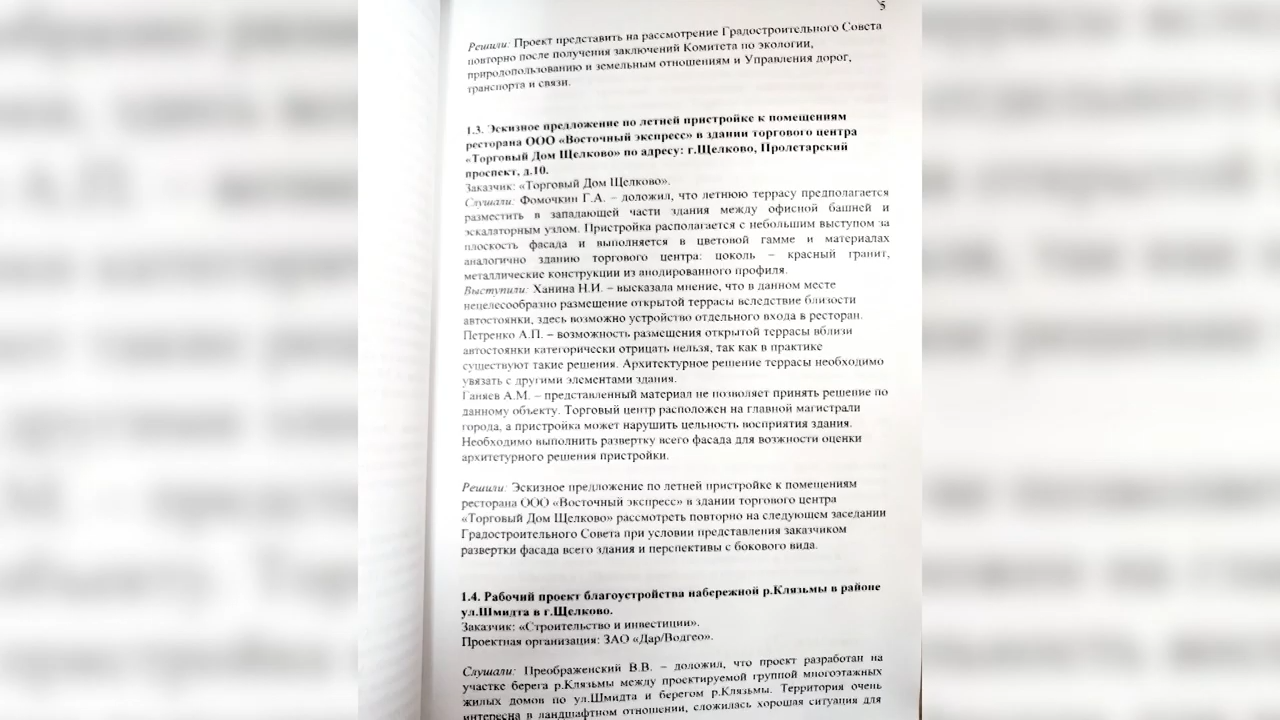 5
Решили: Проект представить на рассмотрение Градостроительного Совета
повторно после получения заключений Комитета по экологии,
природопользованию и земельным отношениям и Управления дорог,
транспорта и связи.
1.3. Эскизное предложение по летней пристройке к помещениям
ресторана ООО «Восточный экспресс» в здании торгового центра
«Торговый Дом Щелково» по адресу: г.Щелково, Пролетарский
проспект, д.10.
Заказчик: «Торговый Дом Щелково».
Слушали: Фомочкин Г.А. – доложил, что летнюю террасу предполагается
разместить в западающей части здания между офисной башней и
эскалаторным узлом. Пристройка располагается с небольшим выступом за
плоскость фасада и выполняется в цветовой гамме и материалах
аналогично зданию торгового центра: цоколь – красный гранит,
металлические конструкции из анодированного профиля.
Выступили: Ханина Н.И. – высказала мнение, что в данном месте
нецелесообразно размещение открытой террасы вследствие близости
автостоянки, здесь возможно устройство отдельного входа в ресторан.
Петренко А.П. – возможность размещения открытой террасы вблизи
автостоянки категорически отрицать нельзя, так как в практике
существуют такие решения. Архитектурное решение террасы необходимо
увязать с другими элементами здания.
Ганяев А.М. – представленный материал не позволяет принять решение по
данному объекту. Торговый центр расположен на главной магистрали
города, а пристройка может нарушить цельность восприятия здания.
Необходимо выполнить развертку всего фасада для возжности оценки
архитетурного решения пристройки.
Решили: Эскизное предложение по летней пристройке к помещениям
ресторана ООО «Восточный экспресс» в здании торгового центра
«Торговый Дом Щелково» рассмотреть повторно на следующем заседании
Градостроительного Совета при условии представления заказчиком
развертки фасада всего здания и перспективы с бокового вида.
1.4. Рабочий проект благоустройства набережной р.Клязьмы в районе
ул.Шмидта в г.Щелково.
Заказчик: «Строительство и инвестиции».
Проектная организация: ЗАО «Дар/Водгео».
Слушали: Преображенский В.В. – доложил, что проект разработан на
участке берега р.Клязьмы между проектируемой группой многоэтажных
жилых домов по ул.Шмидта и берегом р.Клязьмы. Территория очень
интересна в ландшафтном отношении, сложилась хорошая ситуация для